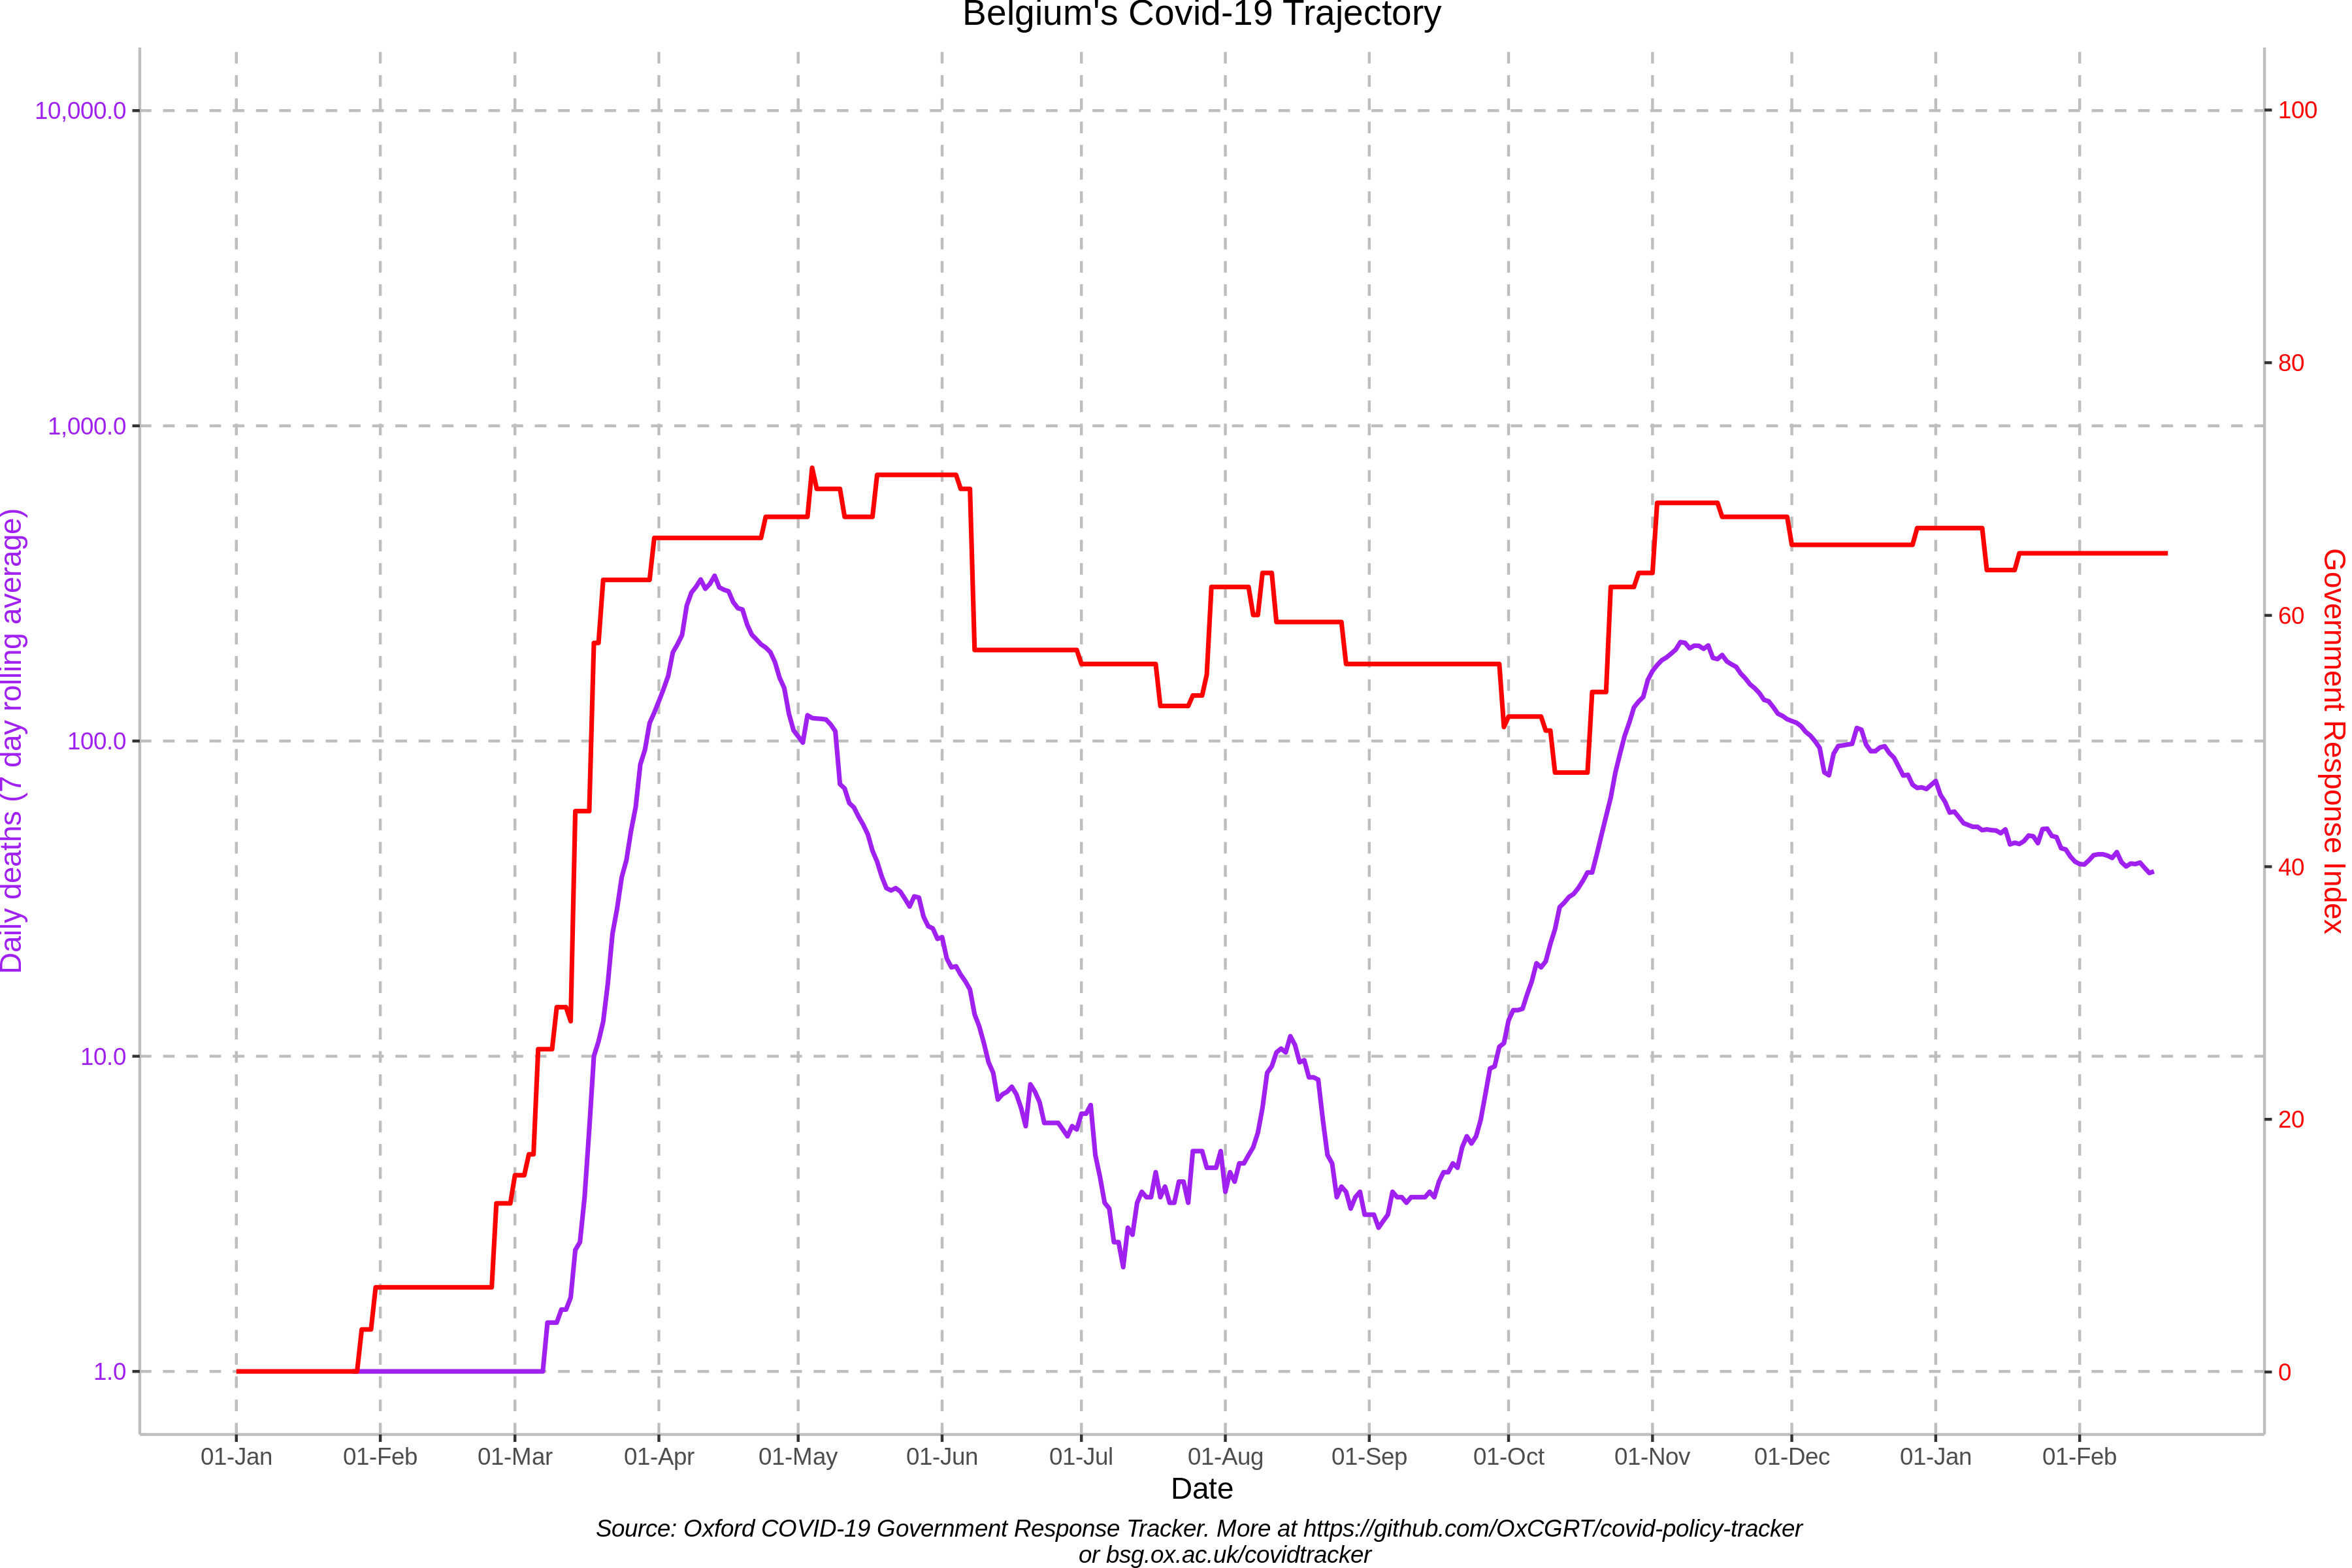 Belgium's Covid-19 Trajectory
10,000.0
1,000.0
100.0
10.0
1.0
Daily deaths (7 day rolling average)
100
80
60
40
20
0
Government Response Index
01-Jan
01-Feb
01-Mar
01-Apr
01-May
01-Jun
01-Jul
01-Aug
01-Sep
01-Oct
01-Nov
01-Dec
01-Jan
01-Feb
Date
Source: Oxford COVID-19 Government Response Tracker. More at https://github.com/OxCGRT/covid-policy-tracker
or bsg.ox.ac.uk/covidtracker